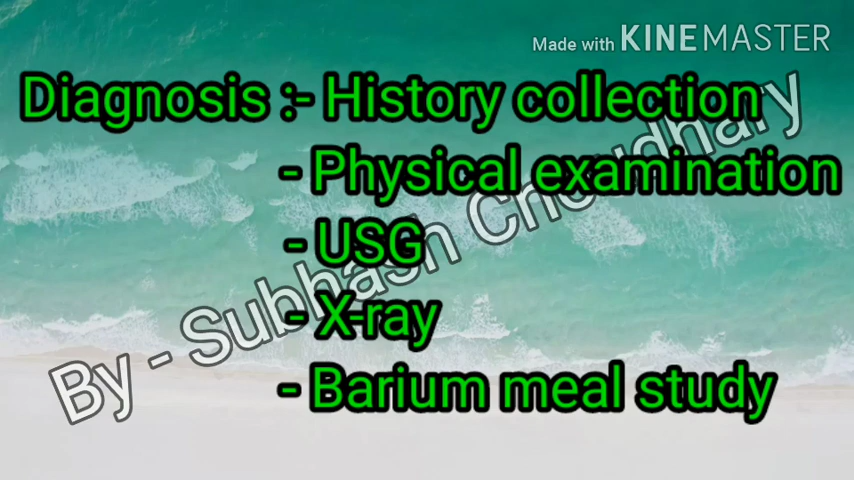 Made with KINEMASTER
Diagnosis :- History collection
- Physical examination
- USG
- X-ray
- Barium meal study
By - Subhash Choudhary